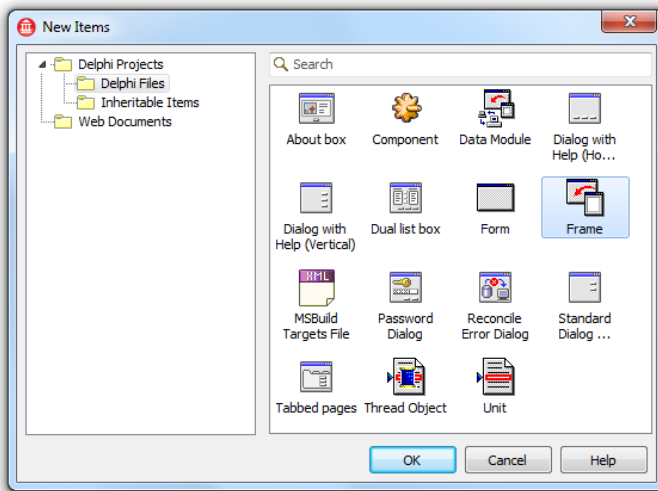 New Items
Delphi Projects
Delphi Files
Inheritable Items
Web Documents
Search
About box
Component
Data Module
Dialog with
Help (Ho...
Dialog with
Help (Vertical)
Dual list box
Form
Frame
XML
MSBuild
Targets File
Password
Dialog
Reconcile
Error Dialog
Standard
Dialog ...
Tabbed pages
Thread Object
Unit
OK
Cancel
Help